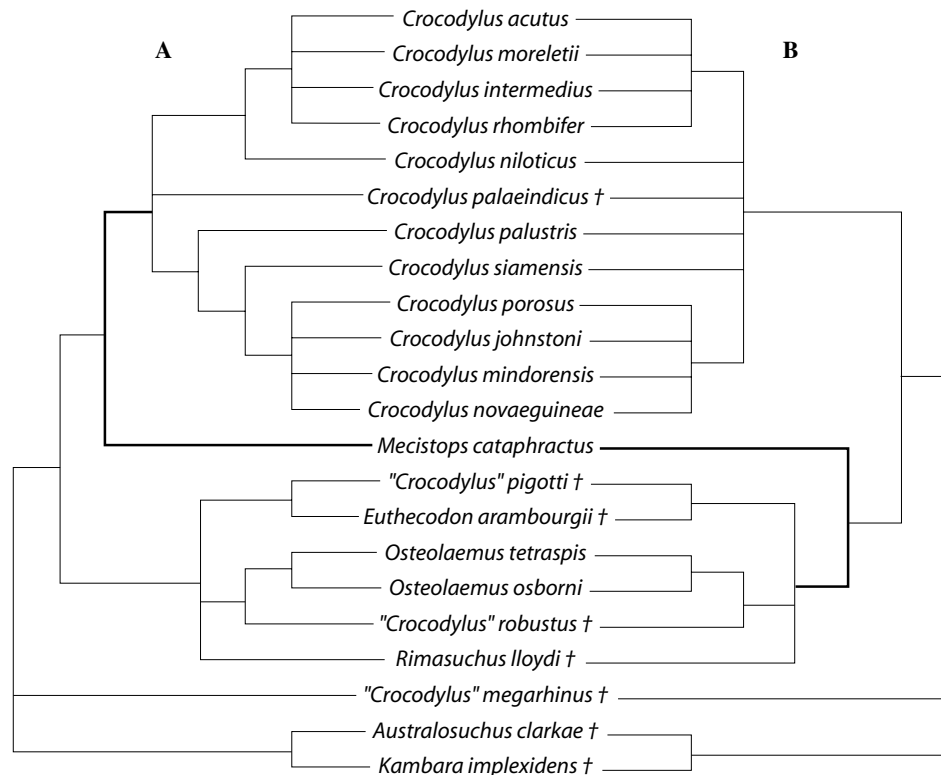 Crocodylus acutus
A
B
Crocodylus moreletii
Crocodylus intermedius
Crocodylus rhombifer
Crocodylus niloticus
Crocodylus palaeindicus †
Crocodylus palustris
Crocodylus siamensis
Crocodylus porosus
Crocodylus johnstoni
Crocodylus mindorensis
Crocodylus novaeguineae
Mecistops cataphractus
"Crocodylus" pigotti †
Euthecodon arambourgii †
Osteolaemus tetraspis
Osteolaemus osborni
"Crocodylus" robustus †
Rimasuchus lloydi †
"Crocodylus" megarhinus †
Australosuchus clarkae †
Kambara implexidens †